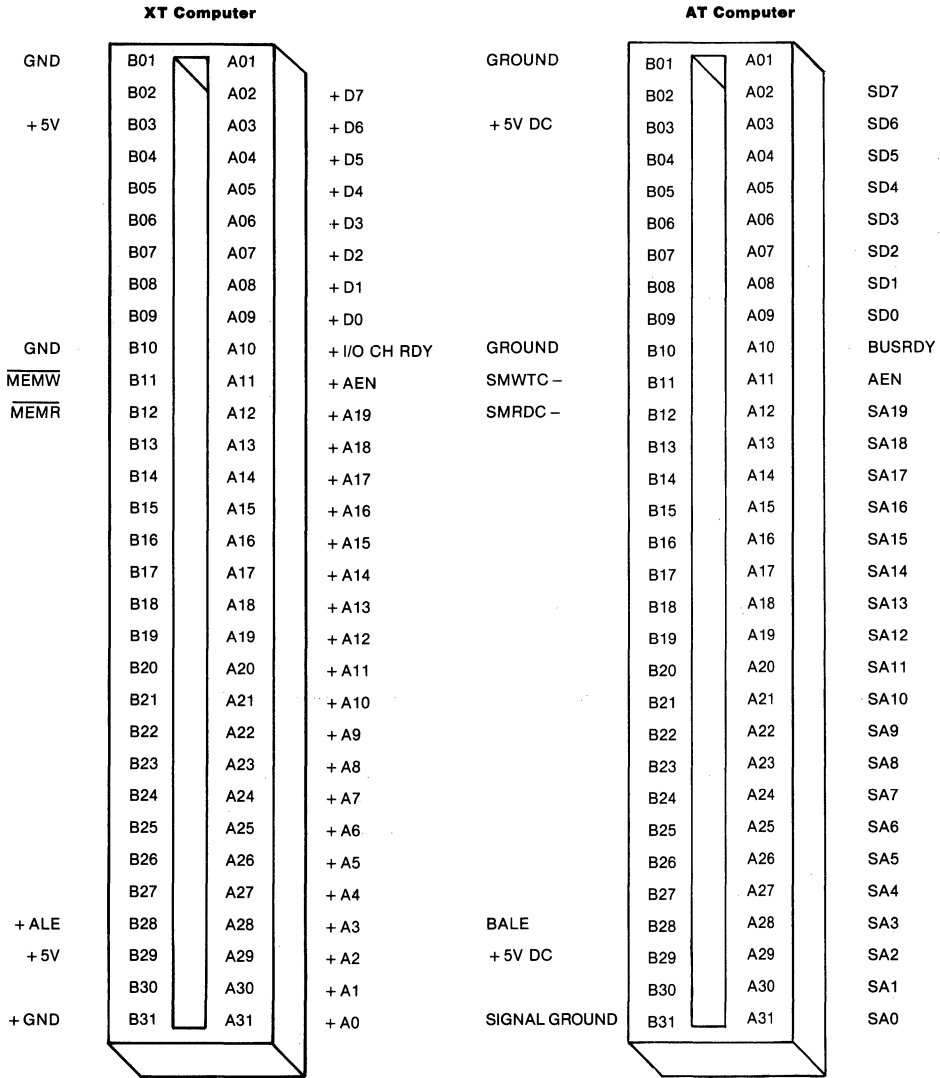 XT Computer AT Computer
GND B01 A01 GROUND B01 A01
B02 A02 + D7 B02 A02 SD7
+ 5V B03 A03 + D6 + 5V DC B03 A03 SD6
B04 A04 + D5 B04 A04 SD5
B05 A05 + D4 B05 A05 SD4
B06 A06 + D3 B06 A06 SD3
B07 A07 + D2 B07 A07 SD2
B08 A08 + D1 B08 A08 SD1
B09 A09 + D0 B09 A09 SD0
GND B10 A10 + I/O CH RDY GROUND B10 A10 BUSRDY
MEMW B11 A11 + AEN SMWTC – B11 A11 AEN
MEMR B12 A12 + A19 SMRDC – B12 A12 SA19
B13 A13 + A18 B13 A13 SA18
B14 A14 + A17 B14 A14 SA17
B15 A15 + A16 B15 A15 SA16
B16 A16 + A15 B16 A16 SA15
B17 A17 + A14 B17 A17 SA14
B18 A18 + A13 B18 A18 SA13
B19 A19 + A12 B19 A19 SA12
B20 A20 + A11 B20 A20 SA11
B21 A21 + A10 B21 A21 SA10
B22 A22 + A9 B22 A22 SA9
B23 A23 + A8 B23 A23 SA8
B24 A24 + A7 B24 A24 SA7
B25 A25 + A6 B25 A25 SA6
B26 A26 + A5 B26 A26 SA5
B27 A27 + A4 B27 A27 SA4
+ ALE B28 A28 + A3 BALE B28 A28 SA3
+ 5V B29 A29 + A2 + 5V DC B29 A29 SA2
B30 A30 + A1 B30 A30 SA1
+ GND B31 A31 + A0 SIGNAL GROUND B31 A31 SA0